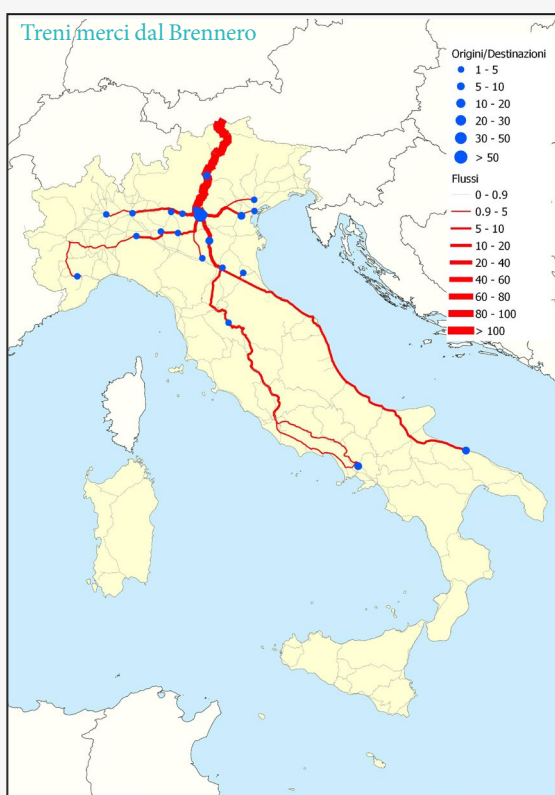 Treni merci dal Brennero
Origini/Destinazioni
1 - 5
5 - 10
10 - 20
20 - 30
30 - 50
> 50
Flussi
0 - 0.9
0.9 - 5
5 - 10
10 - 20
20 - 40
40 - 60
60 - 80
80 - 100
> 100